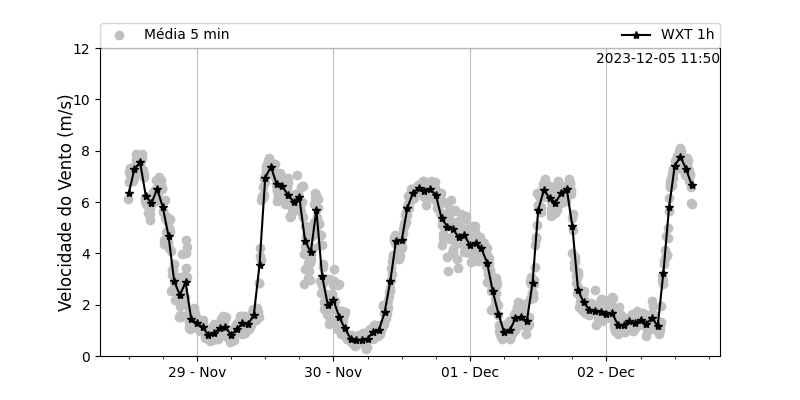 Média 5 min
WXT 1h
2023-12-05 11:50
Velocidade do Vento (m/s)
12
10
8
6
4
2
0
29 - Nov
30 - Nov
01 - Dec
02 - Dec